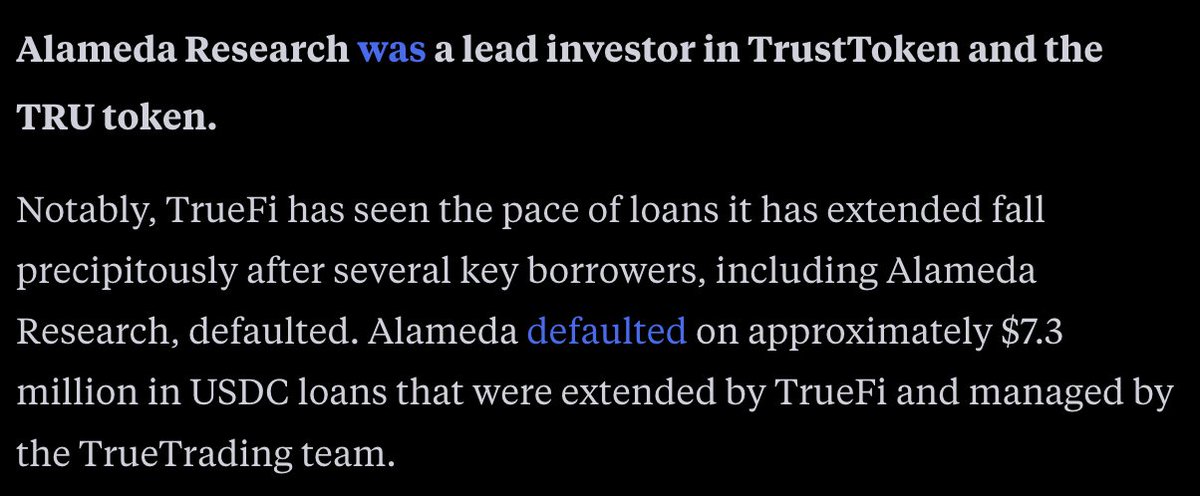 Alameda Research was a lead investor in TrustToken and the
TRU token.
Notably, TrueFi has seen the pace of loans it has extended fall
precipitously after several key borrowers, including Alameda
Research, defaulted. Alameda defaulted on approximately $7.3
million in USDC loans that were extended by TrueFi and managed by
the TrueTrading team.